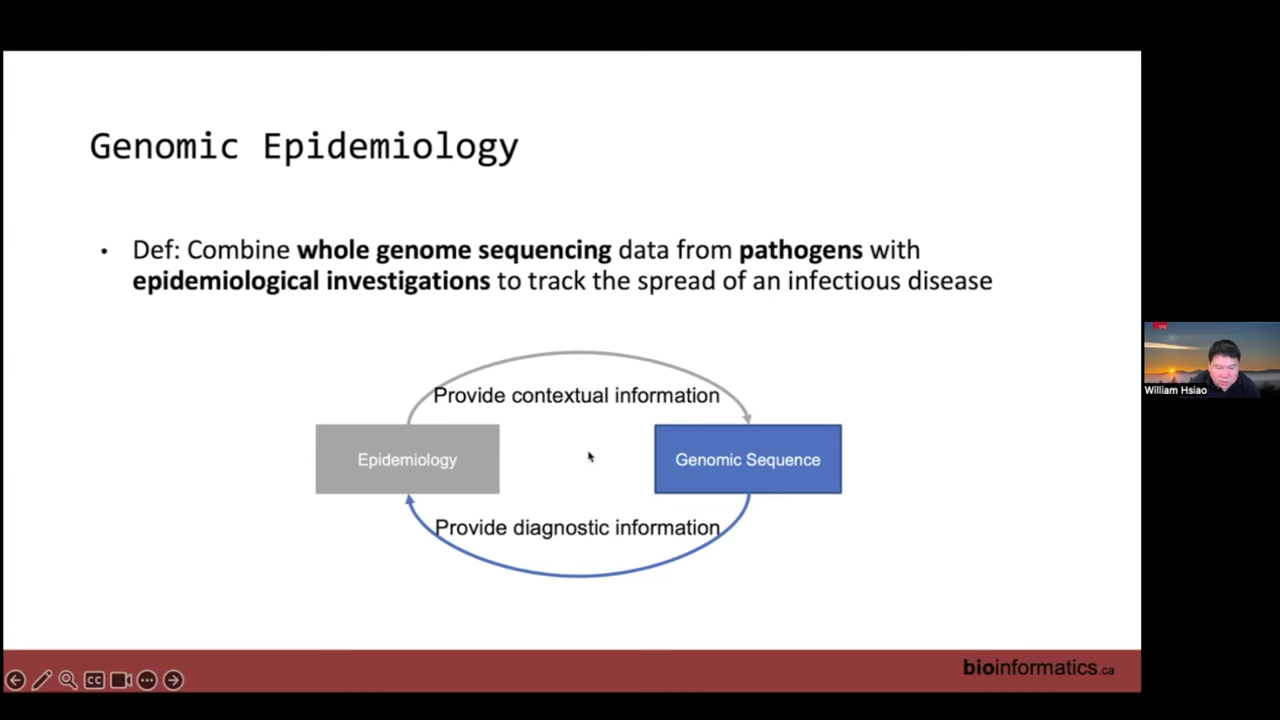 Genomic Epidemiology
• Def: Combine whole genome sequencing data from pathogens with
epidemiological investigations to track the spread of an infectious disease
Provide contextual information
Epidemiology
Genomic Sequence
Provide diagnostic information
William Hsiao
CC
bioinformatics.ca